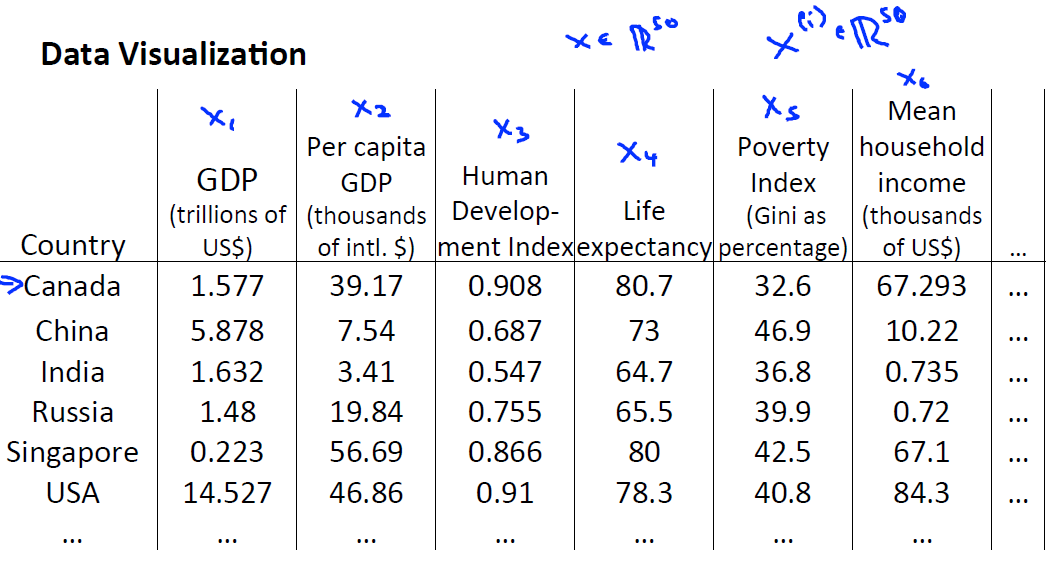 Data Visualization
x ∈ ℝ⁵⁰
x⁽ⁱ⁾ ∈ ℝ⁵⁰
x₁
x₂
x₃
x₄
x₅
x₆
Country
GDP
(trillions of
US$)
Per capita
GDP
(thousands
of intl. $)
Human
Develop-
ment Index
Life
expectancy
Poverty
Index
(Gini as
percentage)
Mean
household
income
(thousands
of US$)
...
Canada 1.577 39.17 0.908 80.7 32.6 67.293 ...
China 5.878 7.54 0.687 73 46.9 10.22 ...
India 1.632 3.41 0.547 64.7 36.8 0.735 ...
Russia 1.48 19.84 0.755 65.5 39.9 0.72 ...
Singapore 0.223 56.69 0.866 80 42.5 67.1 ...
USA 14.527 46.86 0.91 78.3 40.8 84.3 ...
... ... ... ... ... ... ...